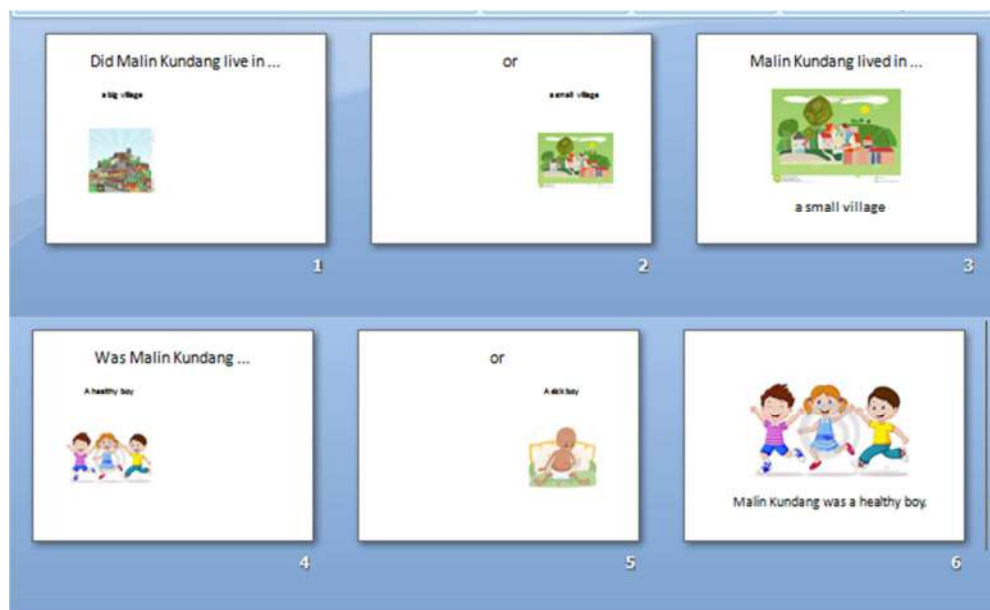 Did Malin Kundang live in ...
a big village
1
or
a small village
2
Malin Kundang lived in ...
a small village
3
Was Malin Kundang ...
A healthy boy
4
or
A sick boy
5
Malin Kundang was a healthy boy.
6